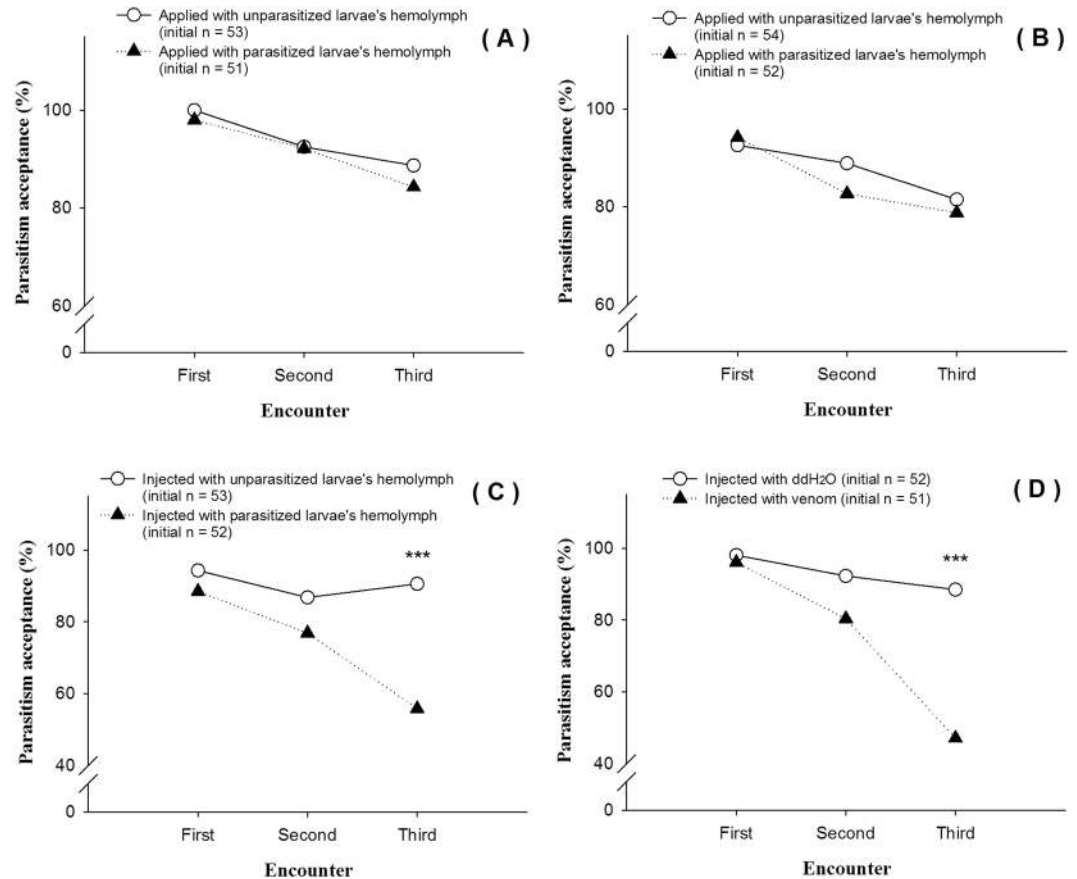 Applied with unparasitized larvae's hemolymph
(initial n = 53)
Applied with parasitized larvae's hemolymph
(initial n = 51)
( A )
Parasitism acceptance (%)
100
80
60
0
First Second Third
Encounter
Applied with unparasitized larvae's hemolymph
(initial n = 54)
Applied with parasitized larvae's hemolymph
(initial n = 52)
( B )
Parasitism acceptance (%)
100
80
60
0
First Second Third
Encounter
Injected with unparasitized larvae's hemolymph
(initial n = 53)
Injected with parasitized larvae's hemolymph
(initial n = 52)
( C )
Parasitism acceptance (%)
100
80
60
40
0
***
First Second Third
Encounter
Injected with ddH2O (initial n = 52)
Injected with venom (initial n = 51)
( D )
Parasitism acceptance (%)
100
80
60
40
0
***
First Second Third
Encounter